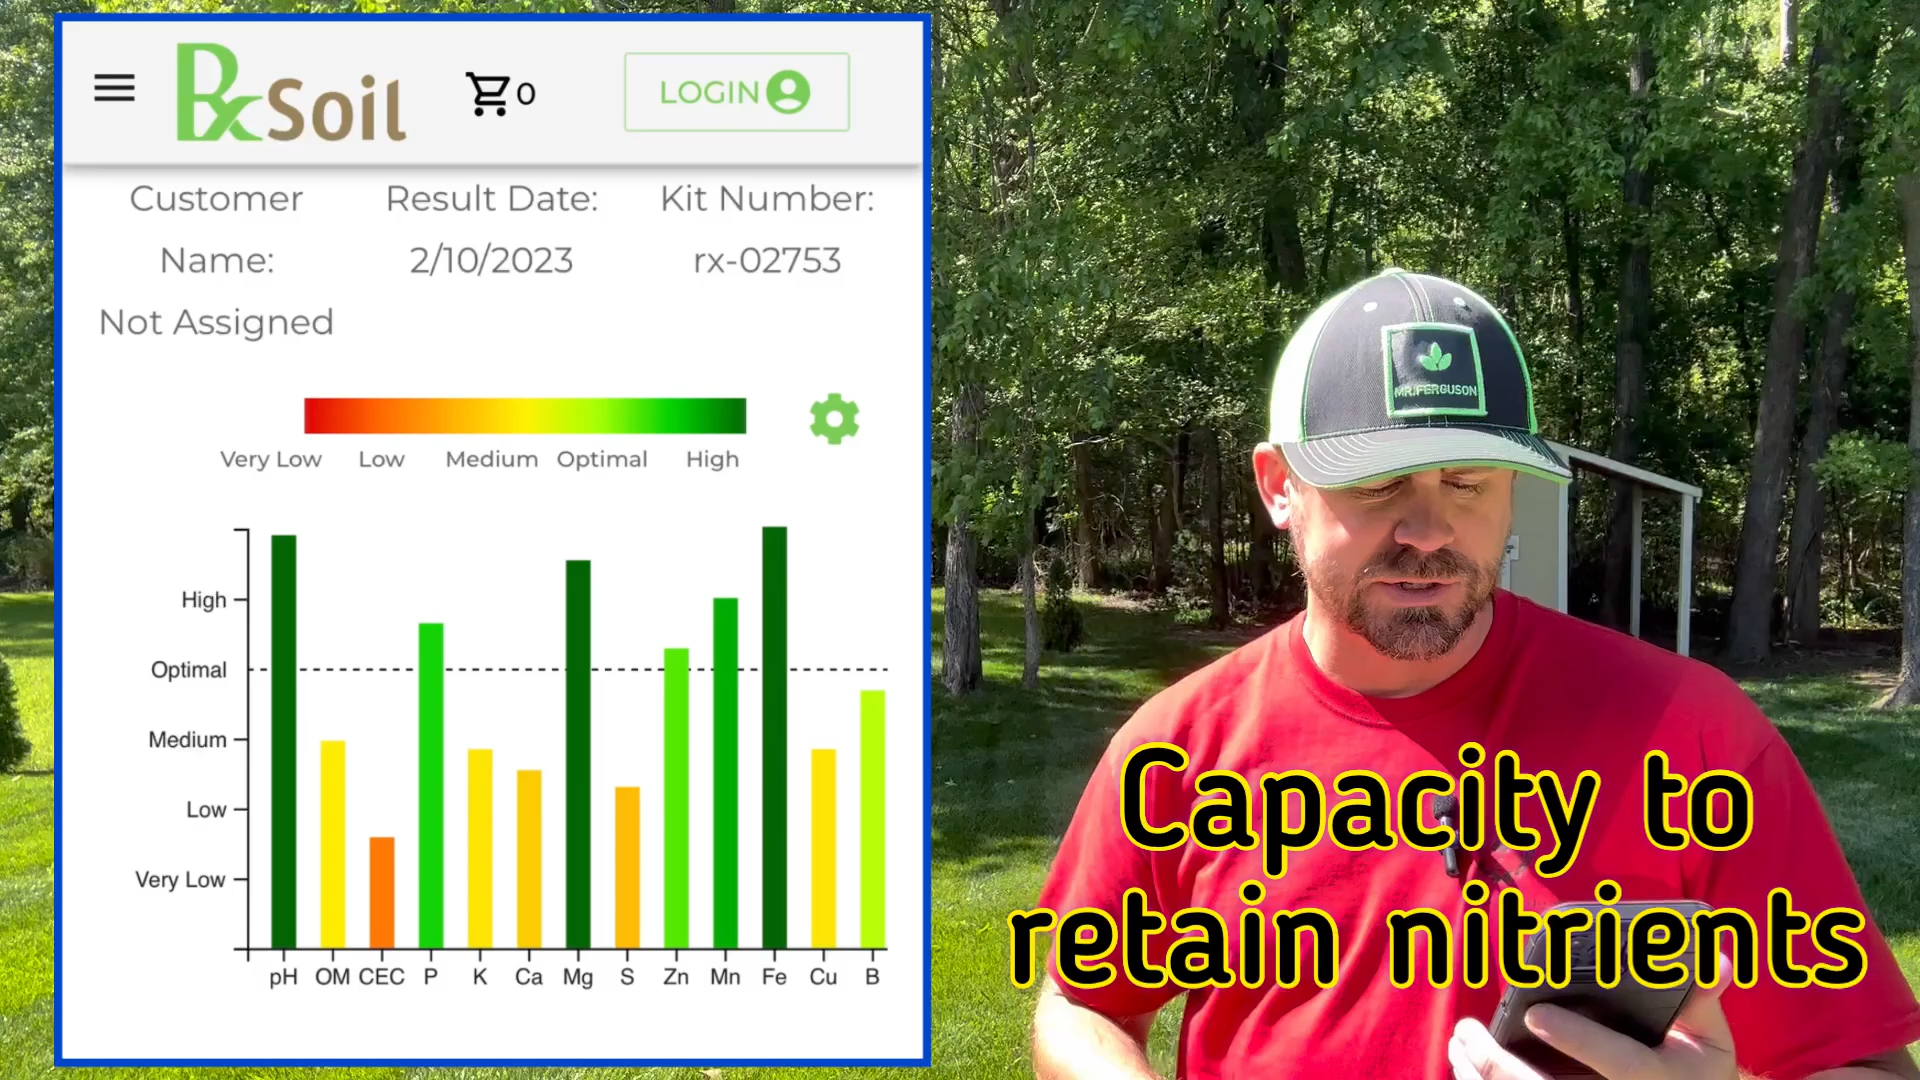 Rx Soil
0
LOGIN
Customer Name: Not Assigned
Result Date: 2/10/2023
Kit Number: rx-02753
Very Low Low Medium Optimal High
High
Optimal
Medium
Low
Very Low
pH OM CEC P K Ca Mg S Zn Mn Fe Cu B
MR.FERGUSON
Capacity to
retain nitrients